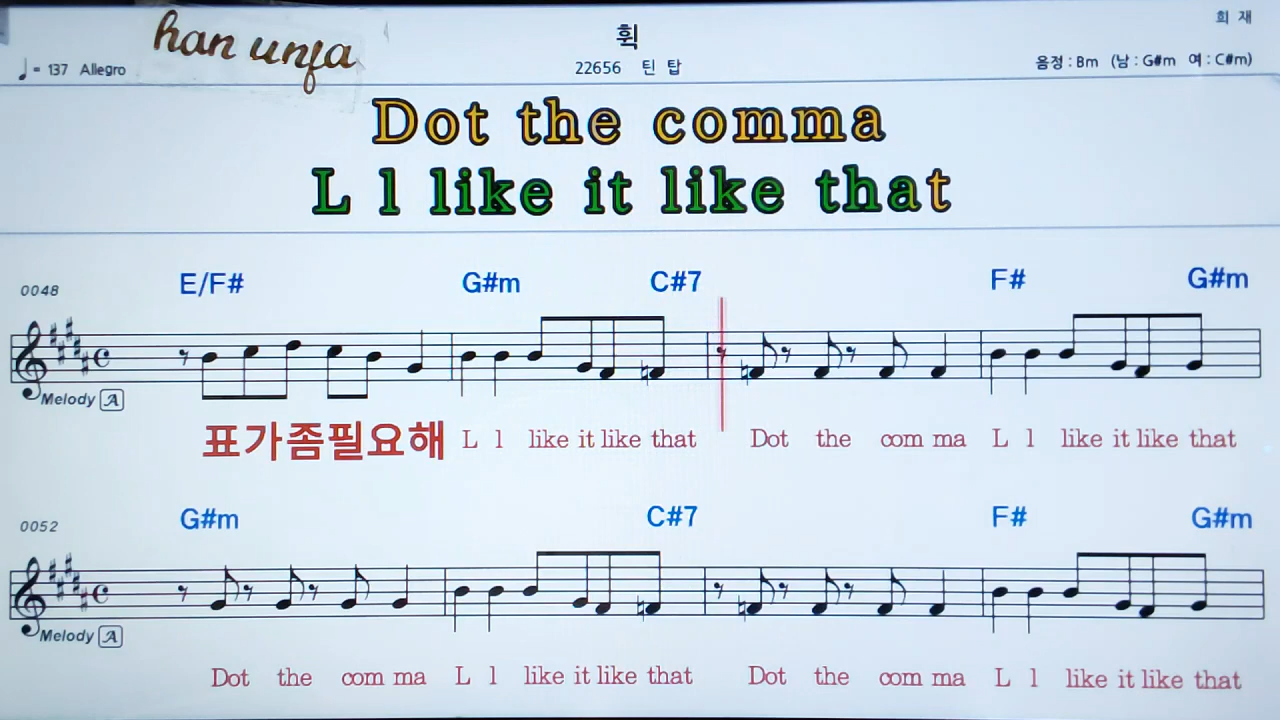 han unja
휙
희 재
♩= 137 Allegro
22656 틴 탑
음정 : Bm (남 : G#m 여 : C#m)
Dot the comma
L l like it like that
0048
E/F# G#m C#7 F# G#m
Melody A
표가좀필요해 L l like it like that Dot the com ma L l like it like that
0052
G#m C#7 F# G#m
Melody A
Dot the com ma L l like it like that Dot the com ma L l like it like that